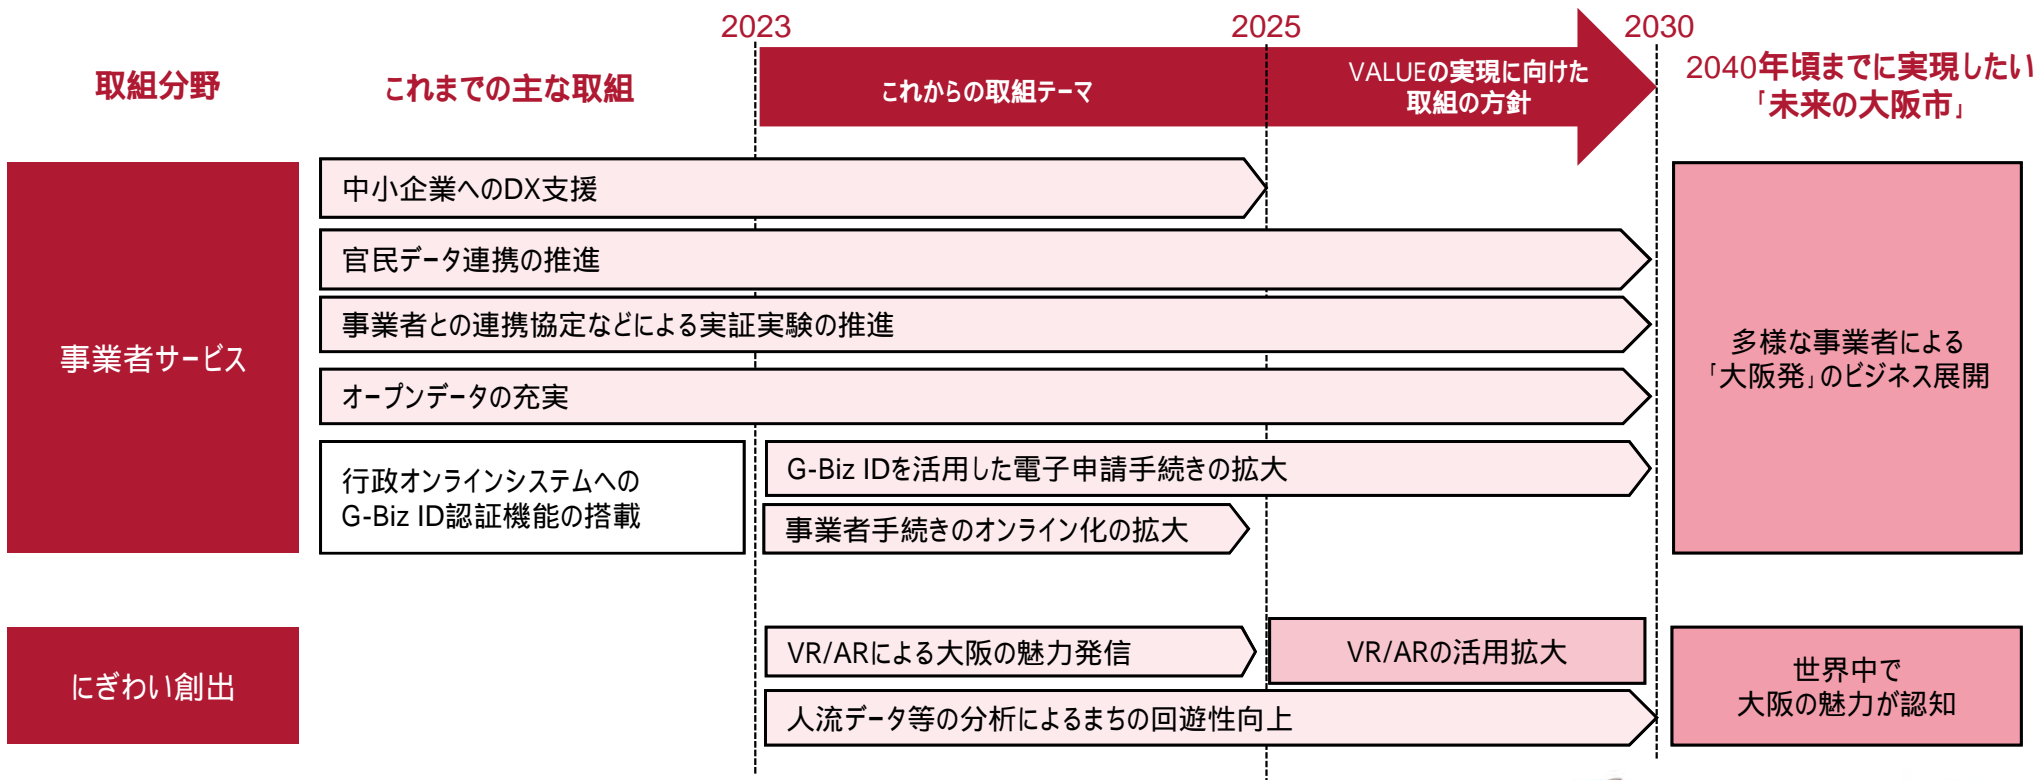 2023
2025
2030
取組分野
これまでの主な取組
これからの取組テーマ
VALUEの実現に向けた
取組の方針
2040年頃までに実現したい
「未来の大阪市」
事業者サービス
中小企業へのDX支援
官民データ連携の推進
事業者との連携協定などによる実証実験の推進
オープンデータの充実
行政オンラインシステムへの
G-Biz ID認証機能の搭載
G-Biz IDを活用した電子申請手続きの拡大
事業者手続きのオンライン化の拡大
多様な事業者による
「大阪発」のビジネス展開
にぎわい創出
VR/ARによる大阪の魅力発信
VR/ARの活用拡大
人流データ等の分析によるまちの回遊性向上
世界中で
大阪の魅力が認知